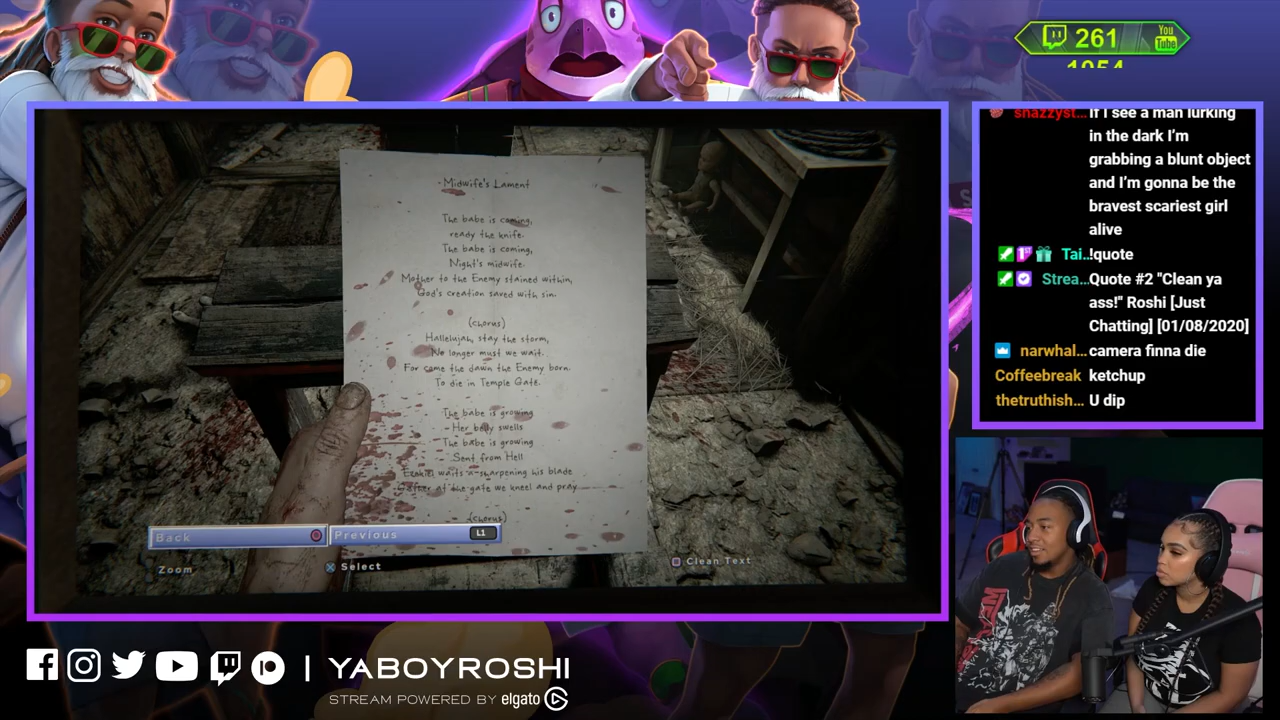 261
You Tube
1054
snazzyst... If I see a man lurking
in the dark I'm
grabbing a blunt object
and I'm gonna be the
bravest scariest girl
alive
Tai... !quote
Strea... Quote #2 "Clean ya
ass!" Roshi [Just
Chatting] [01/08/2020]
narwhal... camera finna die
Coffeebreak ketchup
thetruthish... U dip
Midwife's Lament
The babe is coming,
ready the knife.
The babe is coming,
Night's midwife.
Mother to the Enemy stained within,
God's creation saved with sin.
(chorus)
Hallelujah, stay the storm,
No longer must we wait.
For come the dawn the Enemy born.
To die in Temple Gate.
The babe is growing
Her belly swells
The babe is growing
Sent from Hell
Ezekiel waits a-sharpening his blade
Gather at the gate we kneel and pray
(chorus)
Back
Previous L1
Zoom
Select
Clean Text
| YABOYROSHI
STREAM POWERED BY elgato